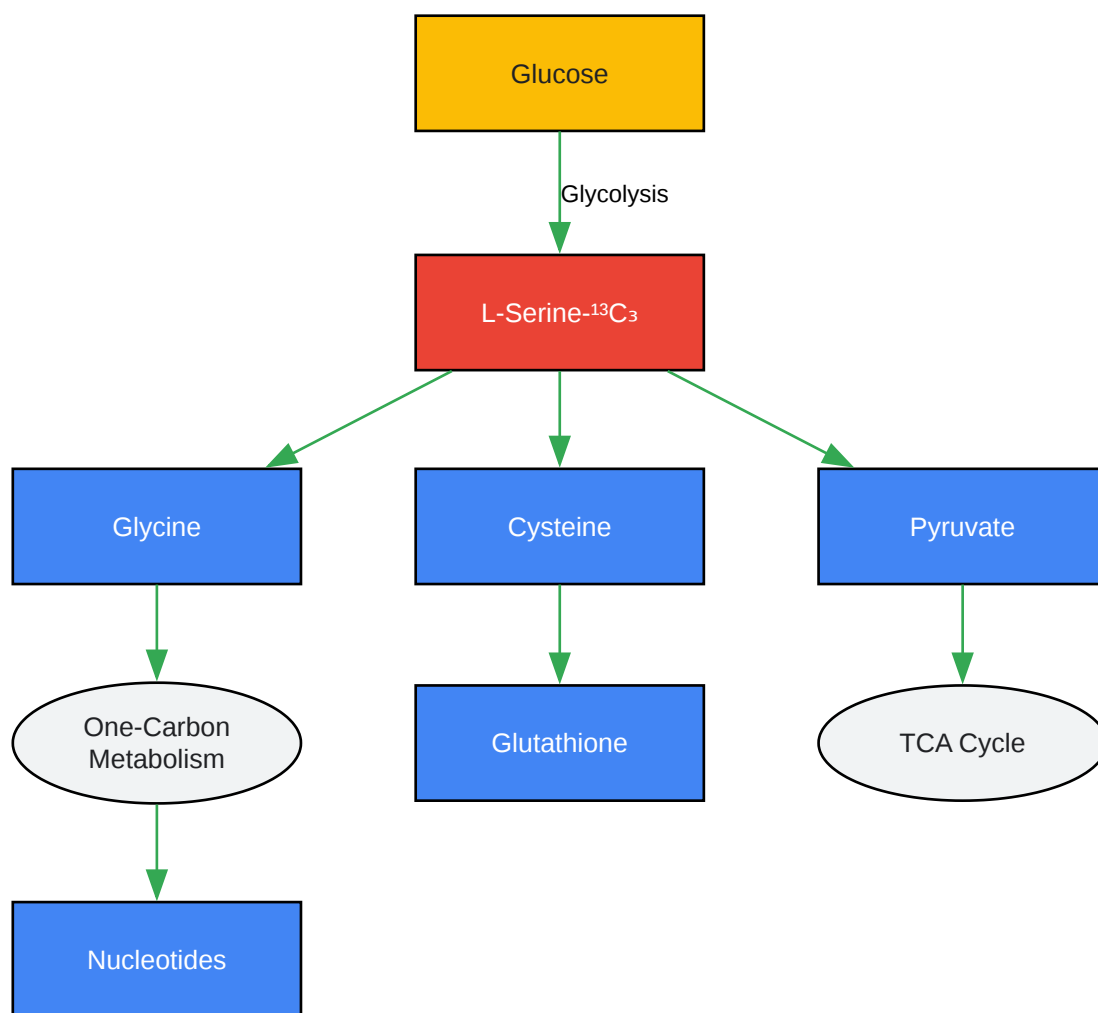 Glucose
Glycolysis
L-Serine-¹³C₃
Glycine
Cysteine
Pyruvate
One-Carbon
Metabolism
Glutathione
TCA Cycle
Nucleotides